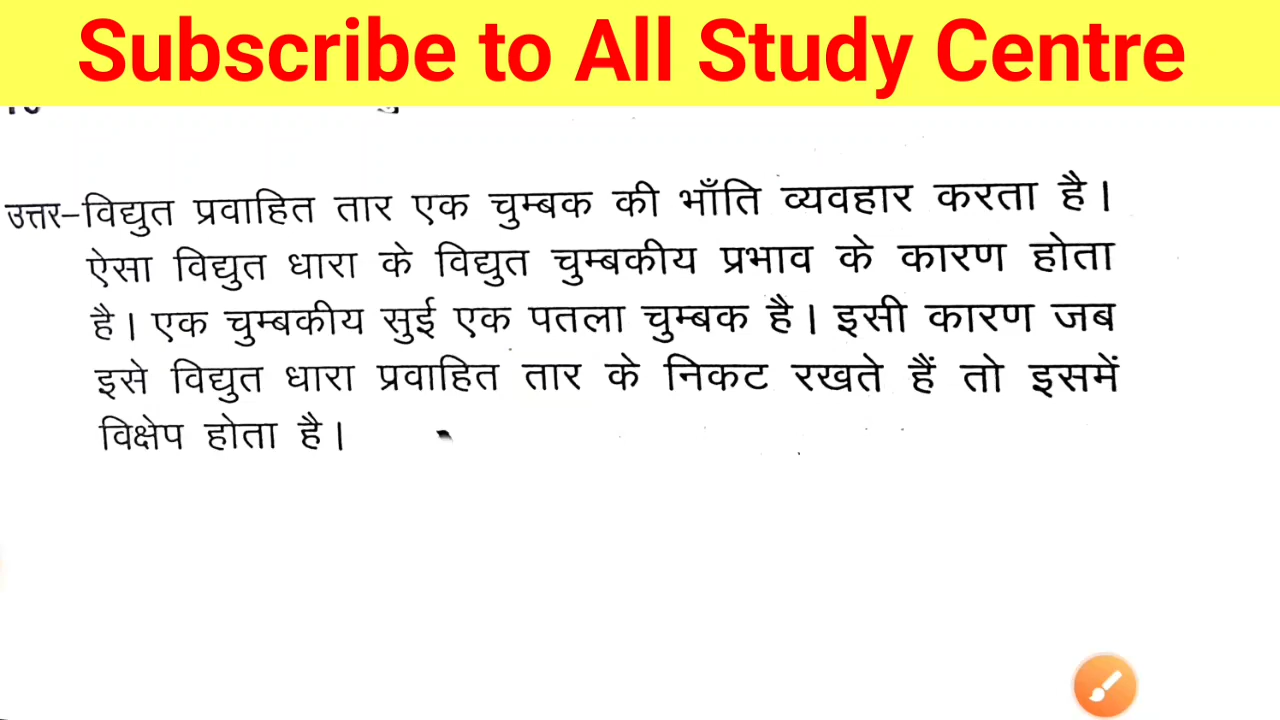 Subscribe to All Study Centre
उत्तर–विद्युत प्रवाहित तार एक चुम्बक की भाँति व्यवहार करता है।
ऐसा विद्युत धारा के विद्युत चुम्बकीय प्रभाव के कारण होता
है। एक चुम्बकीय सुई एक पतला चुम्बक है। इसी कारण जब
इसे विद्युत धारा प्रवाहित तार के निकट रखते हैं तो इसमें
विक्षेप होता है।